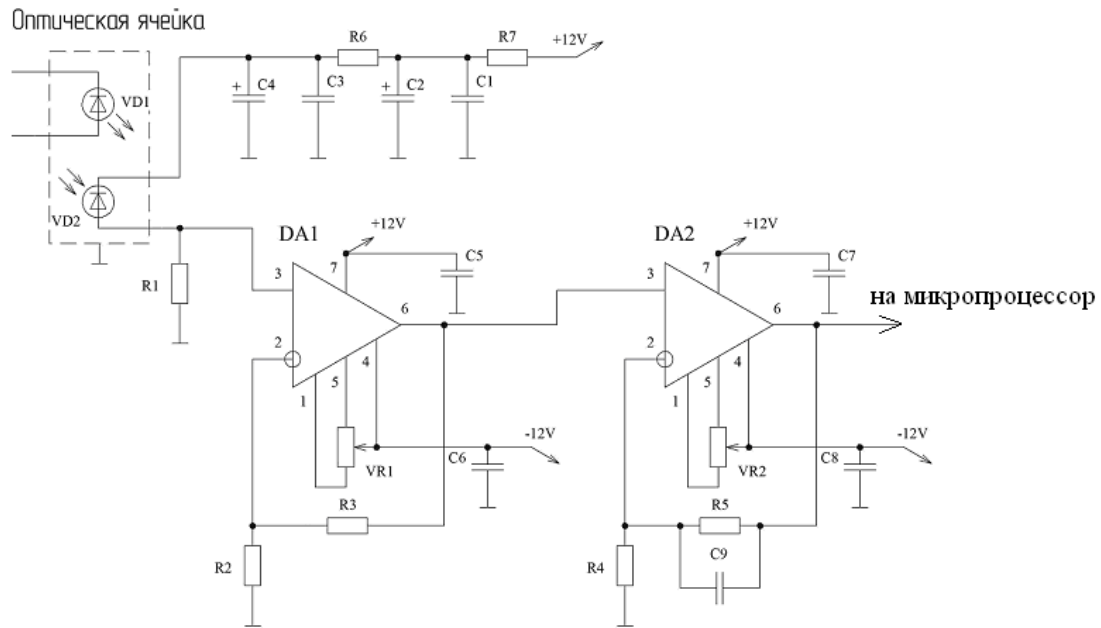 Оптическая ячейка
R6
R7
+12V
VD1
+
C4
C3
+
C2
C1
VD2
R1
DA1
+12V
C5
3
7
6
2
4
5
1
VR1
C6
-12V
R3
R2
DA2
+12V
C7
3
7
6
2
4
5
1
на микропроцессор
VR2
C8
-12V
R5
C9
R4